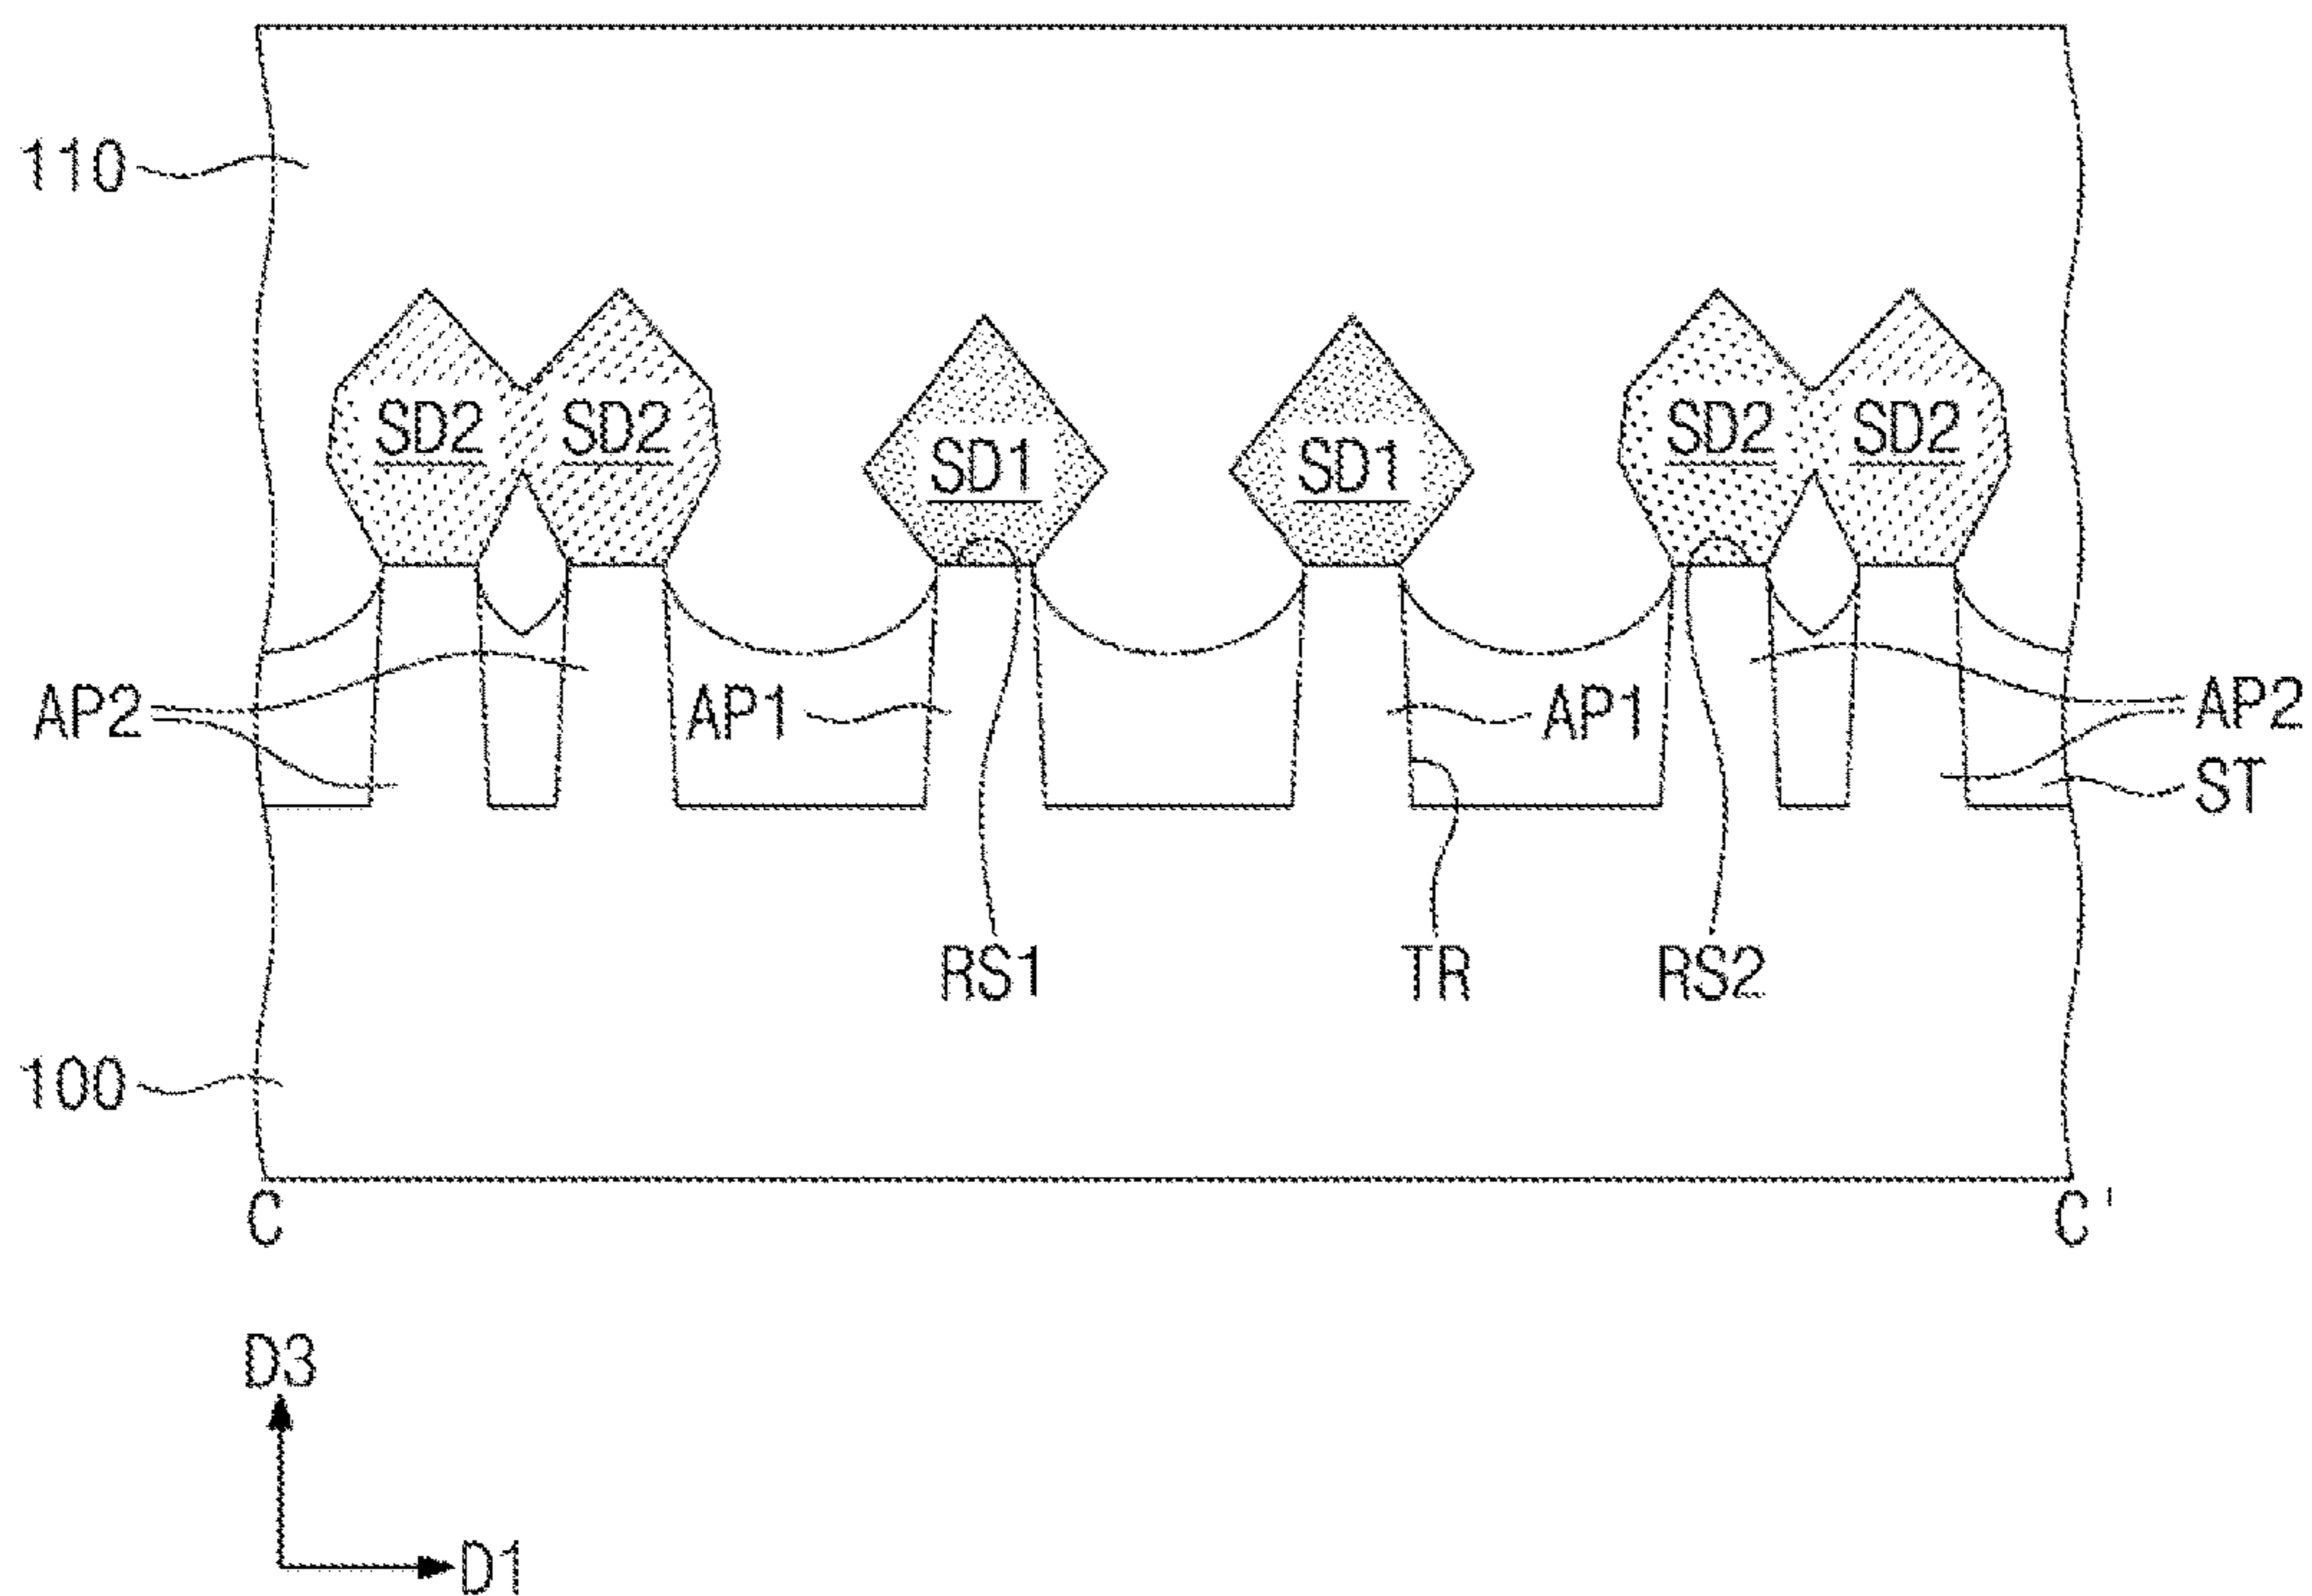 110
SD2 SD2 SD1 SD1 SD2 SD2
AP2 AP1 AP1 AP2
ST
RS1 TR RS2
100
C C'
D3
D1